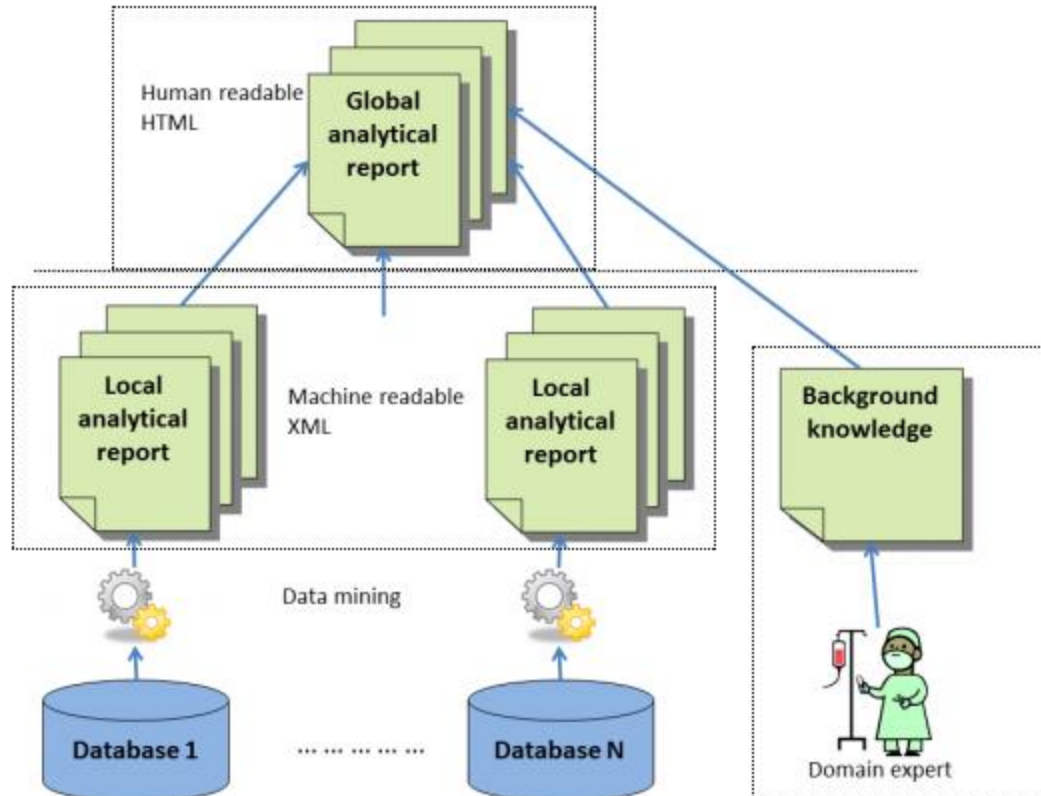 Human readable
HTML
Global
analytical
report
Local
analytical
report
Machine readable
XML
Local
analytical
report
Background
knowledge
Data mining
Database 1
... ... ... ... ...
Database N
Domain expert